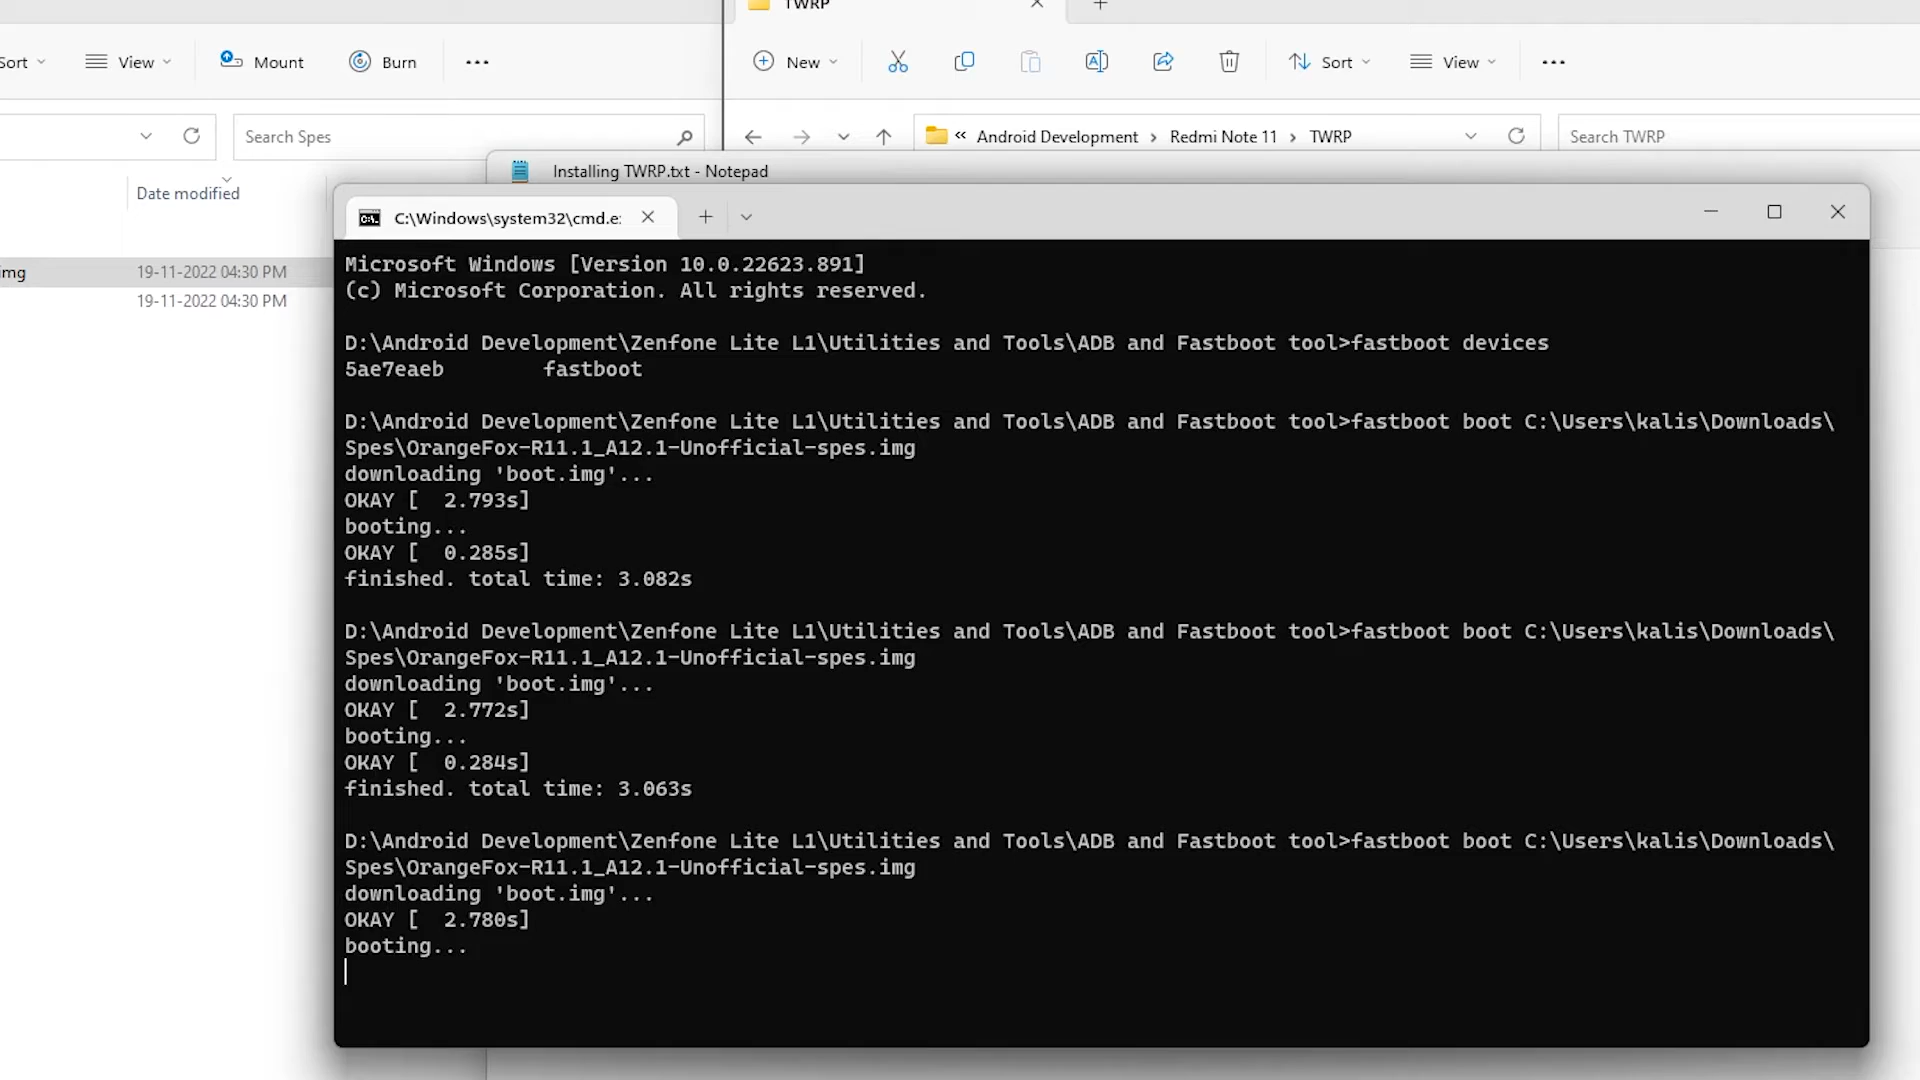 TWRP
Sort View Mount Burn •••
New Sort View •••
Search Spes
« Android Development › Redmi Note 11 › TWRP
Search TWRP
Date modified
img 19-11-2022 04:30 PM
19-11-2022 04:30 PM
Installing TWRP.txt - Notepad
C:\Windows\system32\cmd.e:
Microsoft Windows [Version 10.0.22623.891]
(c) Microsoft Corporation. All rights reserved.
D:\Android Development\Zenfone Lite L1\Utilities and Tools\ADB and Fastboot tool>fastboot devices
5ae7eaeb        fastboot
D:\Android Development\Zenfone Lite L1\Utilities and Tools\ADB and Fastboot tool>fastboot boot C:\Users\kalis\Downloads\
Spes\OrangeFox-R11.1_A12.1-Unofficial-spes.img
downloading 'boot.img'...
OKAY [  2.793s]
booting...
OKAY [  0.285s]
finished. total time: 3.082s
D:\Android Development\Zenfone Lite L1\Utilities and Tools\ADB and Fastboot tool>fastboot boot C:\Users\kalis\Downloads\
Spes\OrangeFox-R11.1_A12.1-Unofficial-spes.img
downloading 'boot.img'...
OKAY [  2.772s]
booting...
OKAY [  0.284s]
finished. total time: 3.063s
D:\Android Development\Zenfone Lite L1\Utilities and Tools\ADB and Fastboot tool>fastboot boot C:\Users\kalis\Downloads\
Spes\OrangeFox-R11.1_A12.1-Unofficial-spes.img
downloading 'boot.img'...
OKAY [  2.780s]
booting...